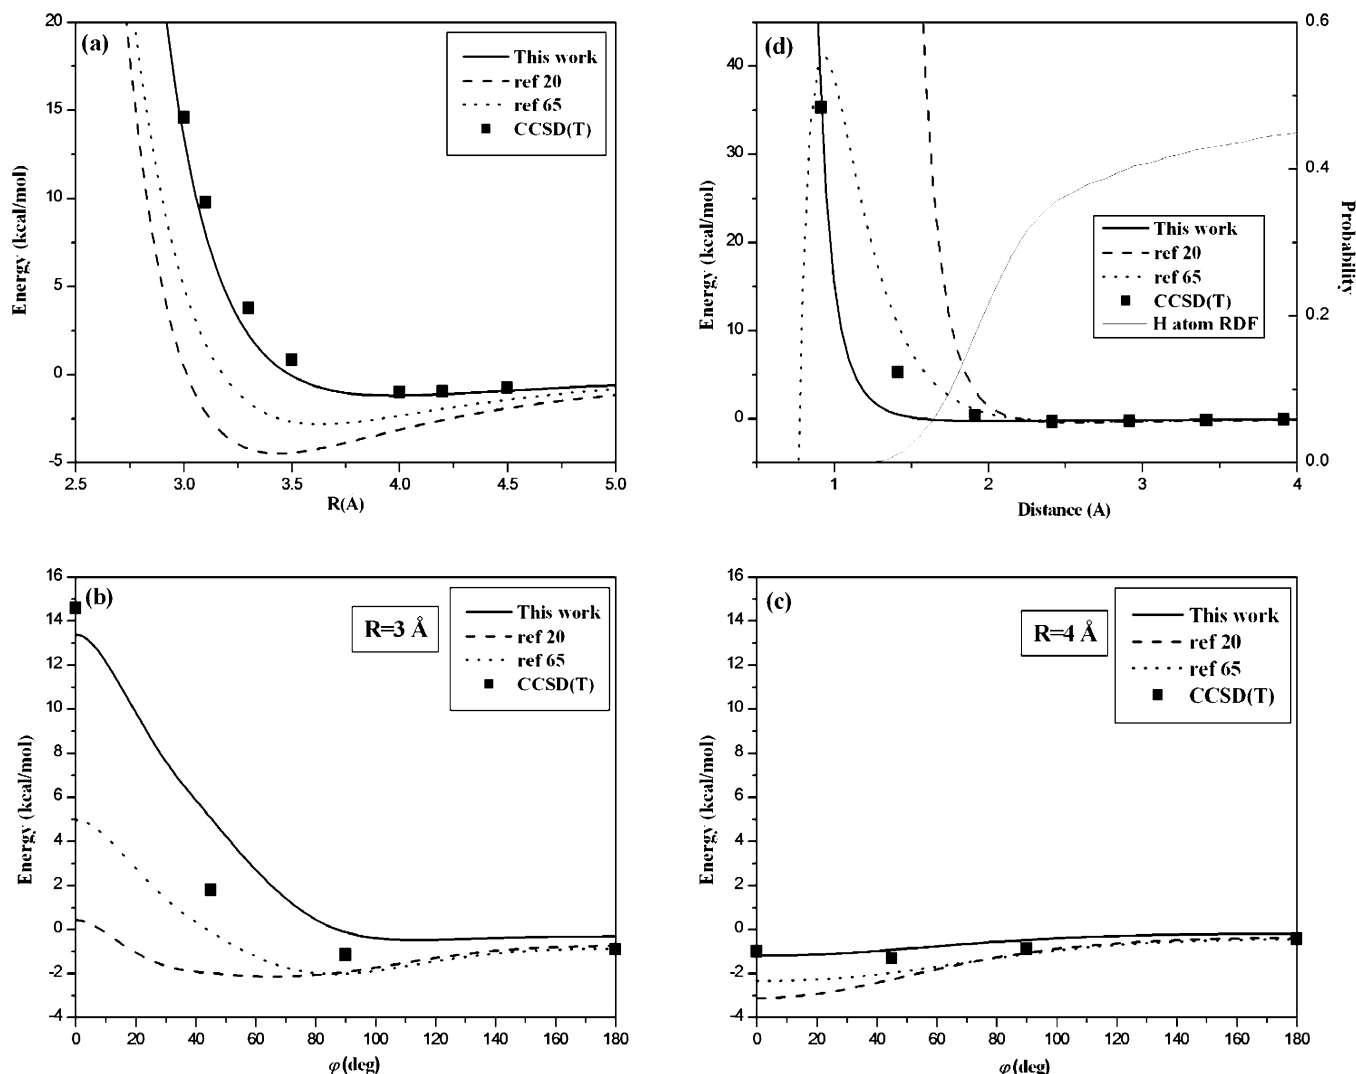 (a)
This work
ref 20
ref 65
CCSD(T)
20
15
10
5
0
-5
Energy (kcal/mol)
2.5 3.0 3.5 4.0 4.5 5.0
R(A)
(d)
This work
ref 20
ref 65
CCSD(T)
H atom RDF
40
30
20
10
0
Energy (kcal/mol)
0.6
0.4
0.2
0.0
Probability
1 2 3 4
Distance (Å)
(b)
R=3 Å
This work
ref 20
ref 65
CCSD(T)
16
14
12
10
8
6
4
2
0
-2
-4
Energy (kcal/mol)
0 20 40 60 80 100 120 140 160 180
φ(deg)
(c)
R=4 Å
This work
ref 20
ref 65
CCSD(T)
16
14
12
10
8
6
4
2
0
-2
-4
Energy (kcal/mol)
0 20 40 60 80 100 120 140 160 180
φ(deg)